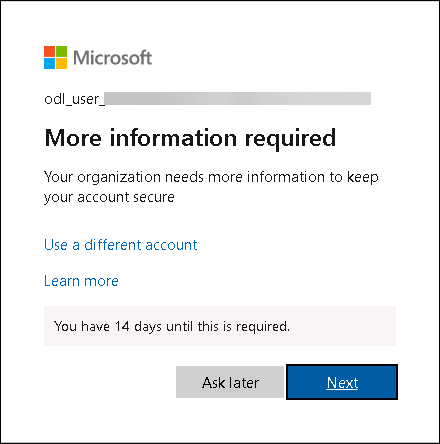 Microsoft
odl_user_
More information required
Your organization needs more information to keep
your account secure
Use a different account
Learn more
You have 14 days until this is required.
Ask later
Next